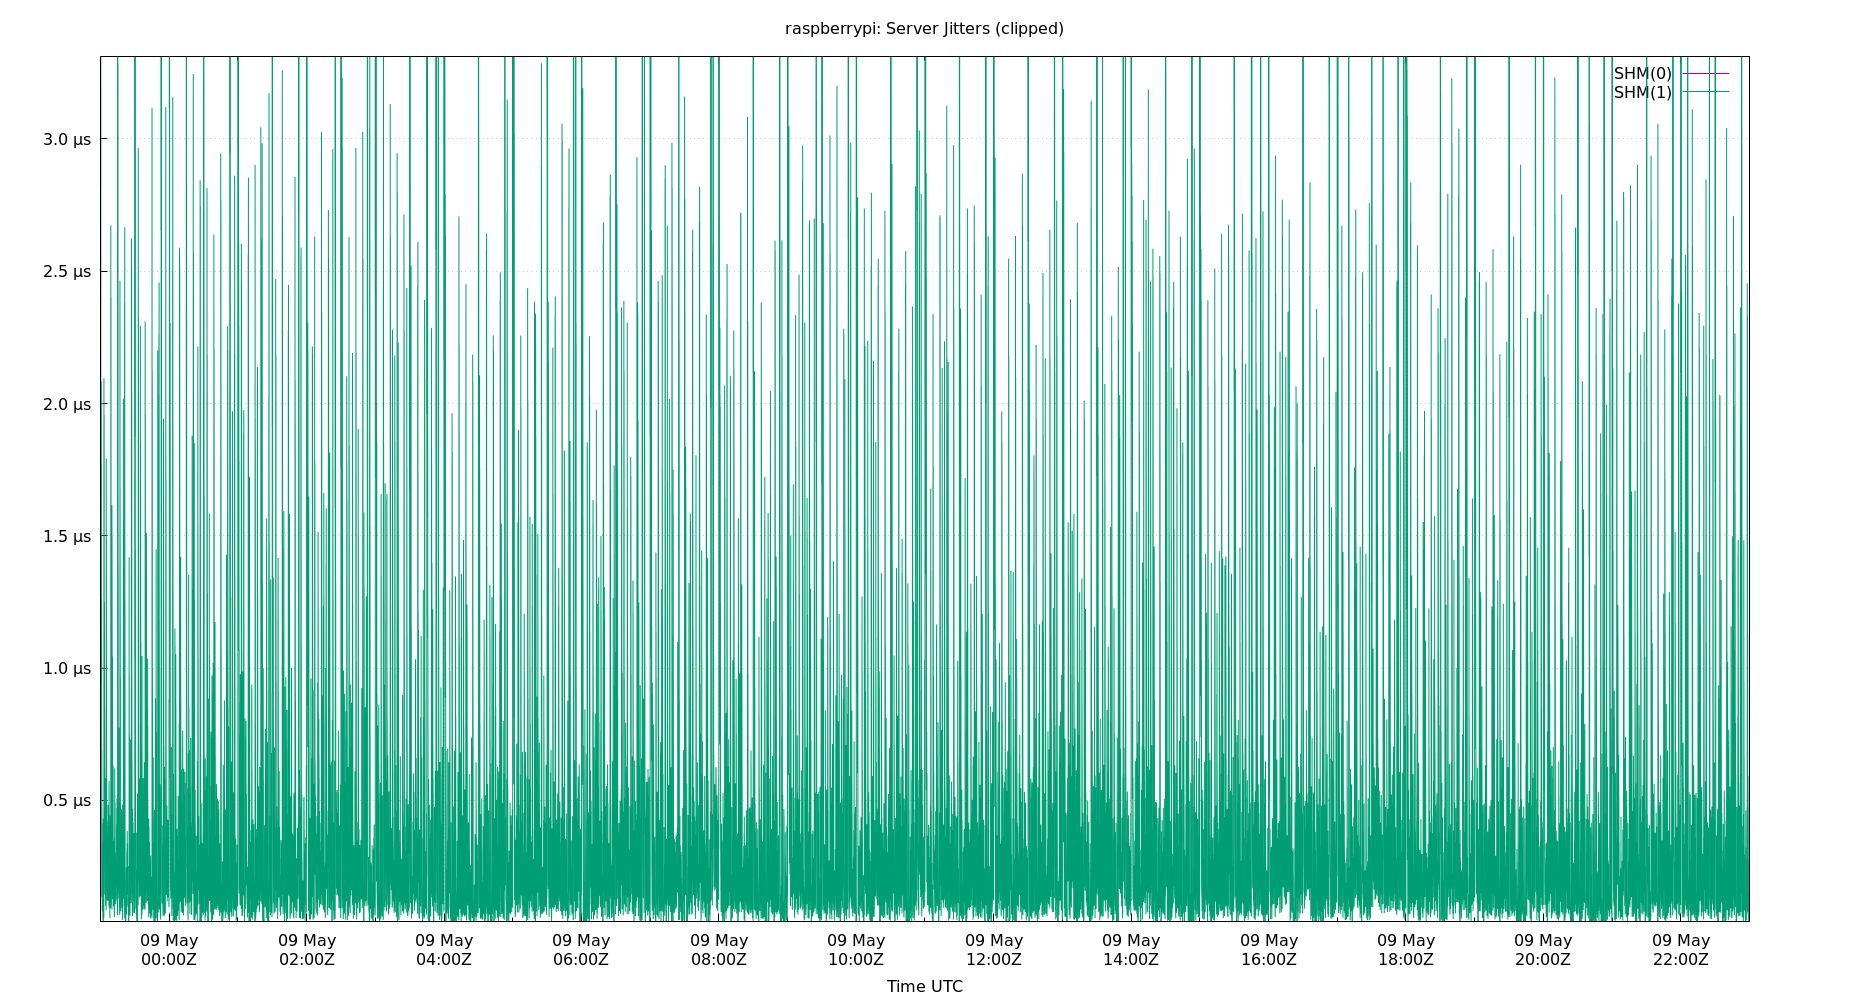 raspberrypi: Server Jitters (clipped)
SHM(0)
SHM(1)
3.0 µs
2.5 µs
2.0 µs
1.5 µs
1.0 µs
0.5 µs
09 May 09 May 09 May 09 May 09 May 09 May 09 May 09 May 09 May 09 May 09 May 09 May
00:00Z 02:00Z 04:00Z 06:00Z 08:00Z 10:00Z 12:00Z 14:00Z 16:00Z 18:00Z 20:00Z 22:00Z
Time UTC